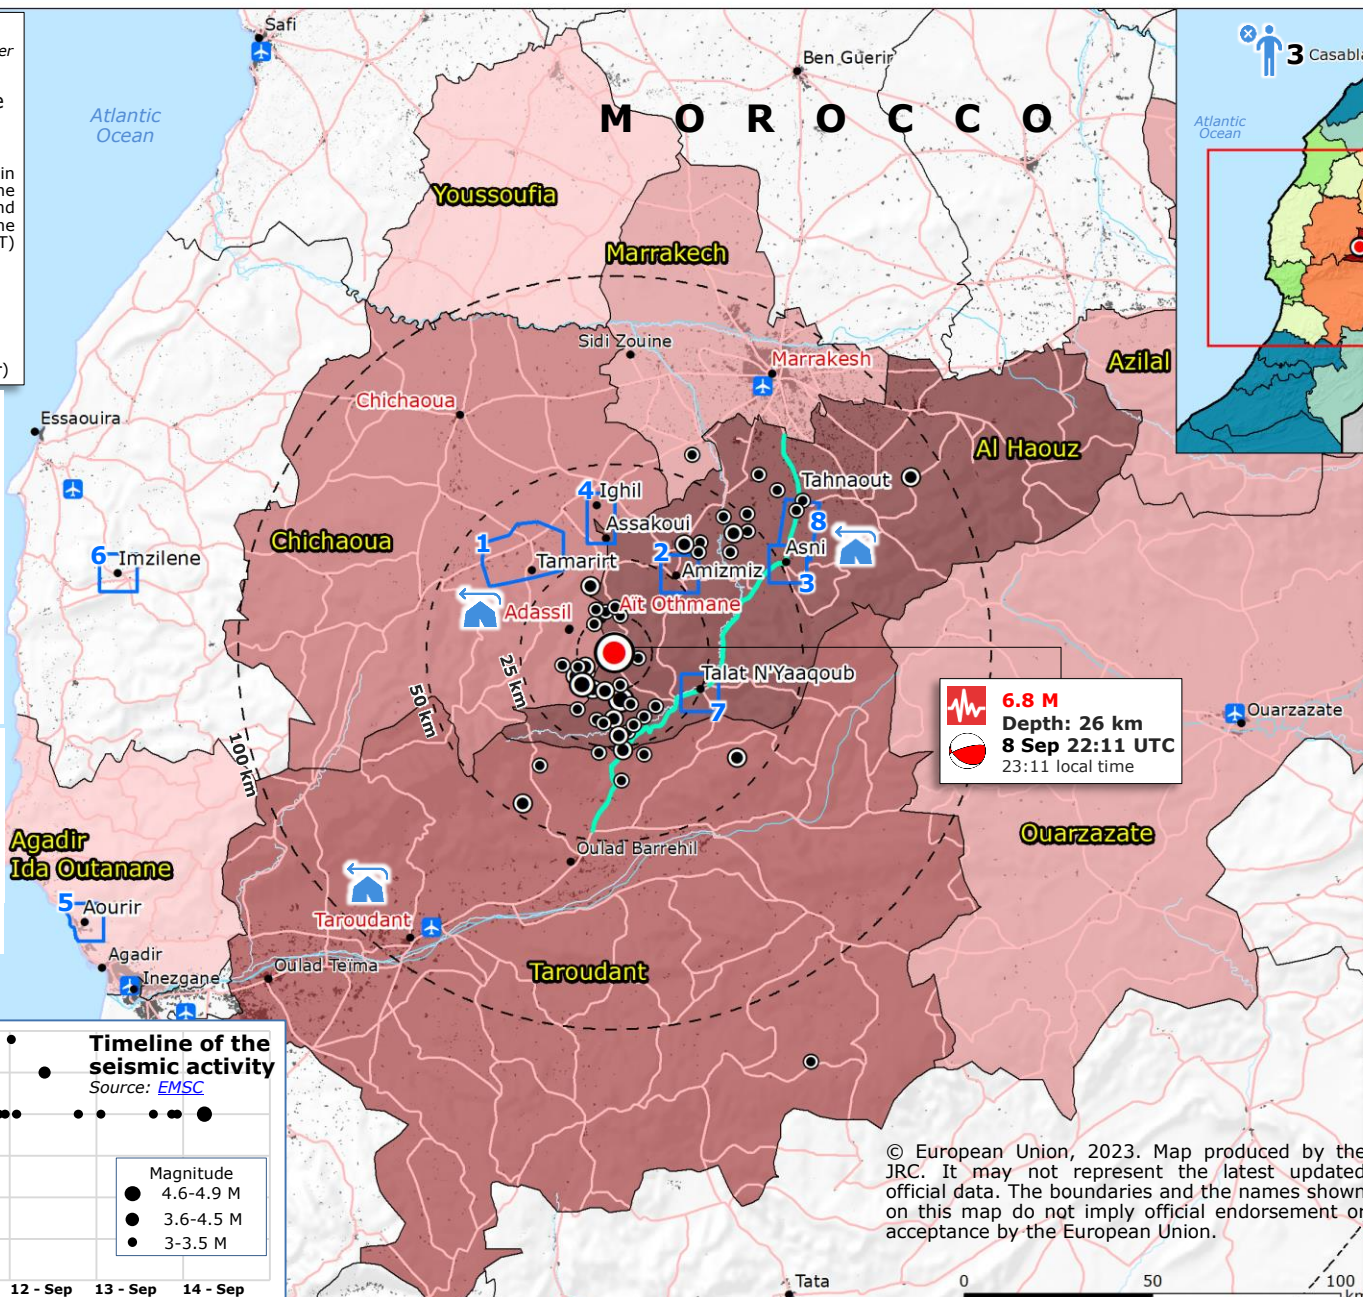 er
e
in
ne
nd
ne
T)
r)
Safi
Ben Guerir
Atlantic
Ocean
M O R O C C O
3 Casabla
Atlantic
Ocean
Youssoufia
Marrakech
Sidi Zouine
Marrakesh
Azilal
Chichaoua
Essaouira
Al Haouz
Tahnaout
4 Ighil
8
Assakoui
Chichaoua
1
2
Asni
6 Imzilene
Tamarirt
Amizmiz
3
Adassil
Aït Othmane
25 km
Talat N'Yaaqoub
50 km
7
6.8 M
Depth: 26 km
8 Sep 22:11 UTC
23:11 local time
Ouarzazate
100 km
Agadir
Ida Outanane
Ouarzazate
Oulad Barrehil
5 Aourir
Taroudant
Agadir
Oulad Teïma
Inezgane
Taroudant
Timeline of the
seismic activity
Source: EMSC
Magnitude
4.6-4.9 M
3.6-4.5 M
3-3.5 M
12 - Sep 13 - Sep 14 - Sep
© European Union, 2023. Map produced by the
JRC. It may not represent the latest updated
official data. The boundaries and the names shown
on this map do not imply official endorsement or
acceptance by the European Union.
Tata
0 50 100
km